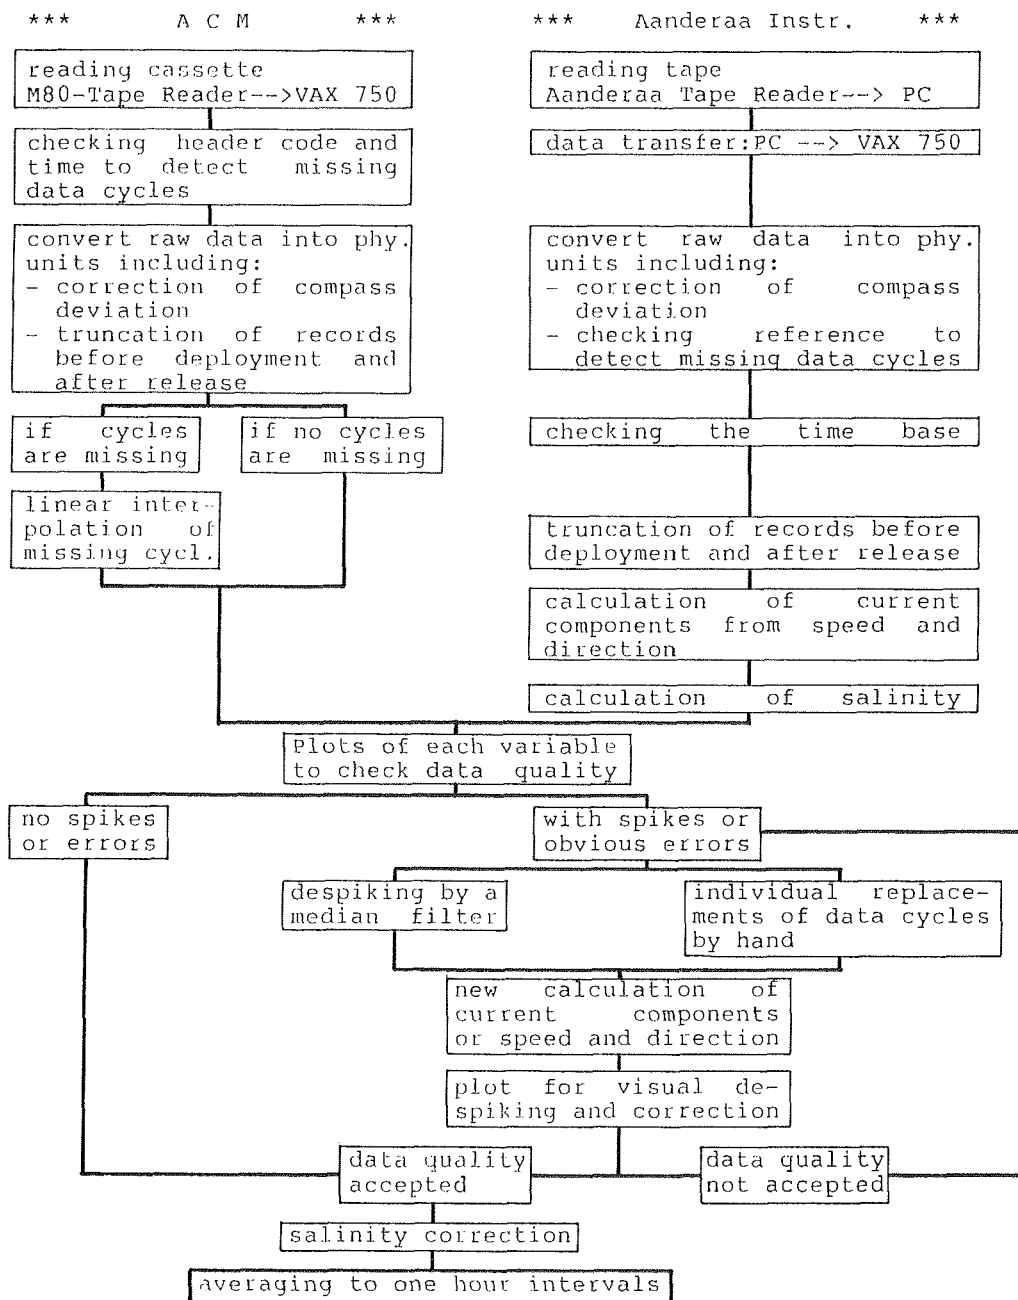 *** A C M ***
*** Aanderaa Instr. ***
reading cassette
M80-Tape Reader-->VAX 750
checking header code and
time to detect missing
data cycles
convert raw data into phy.
units including:
- correction of compass
deviation
- truncation of records
before deployment and
after release
if cycles
are missing
if no cycles
are missing
linear inter-
polation of
missing cycl.
reading tape
Aanderaa Tape Reader--> PC
data transfer:PC --> VAX 750
convert raw data into phy.
units including:
- correction of compass
deviation
- checking reference to
detect missing data cycles
checking the time base
truncation of records before
deployment and after release
calculation of current
components from speed and
direction
calculation of salinity
Plots of each variable
to check data quality
no spikes
or errors
with spikes or
obvious errors
despiking by a
median filter
individual replace-
ments of data cycles
by hand
new calculation of
current components
or speed and direction
plot for visual de-
spiking and correction
data quality
accepted
data quality
not accepted
salinity correction
averaging to one hour intervals